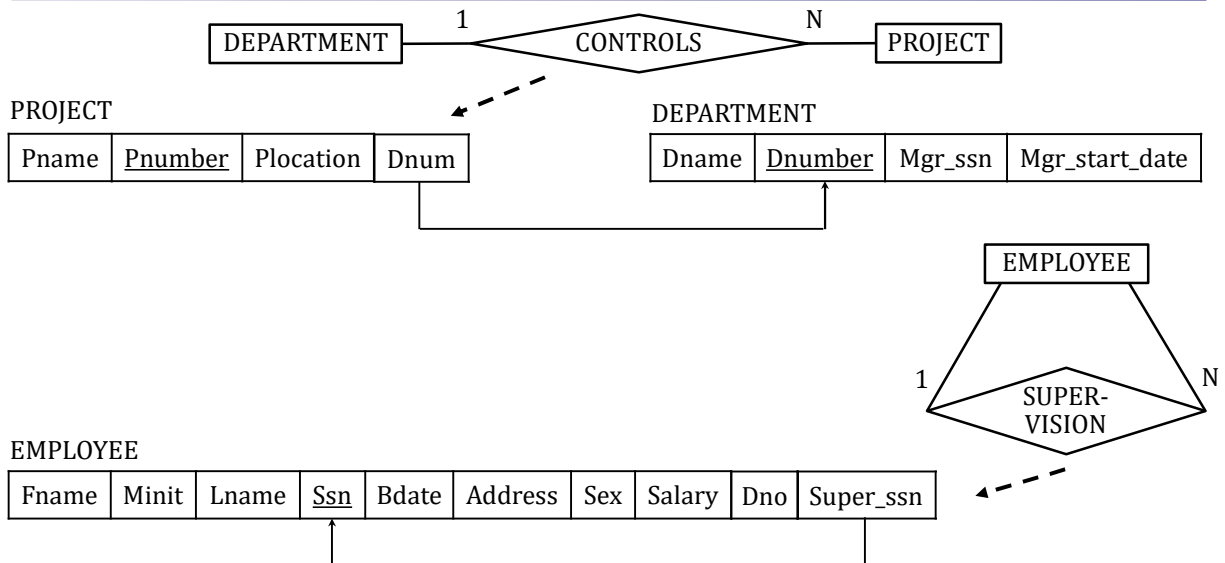 1 N
DEPARTMENT CONTROLS PROJECT
PROJECT DEPARTMENT
Pname Pnumber Plocation Dnum Dname Dnumber Mgr_ssn Mgr_start_date
EMPLOYEE
1 N
SUPER-
VISION
EMPLOYEE
Fname Minit Lname Ssn Bdate Address Sex Salary Dno Super_ssn